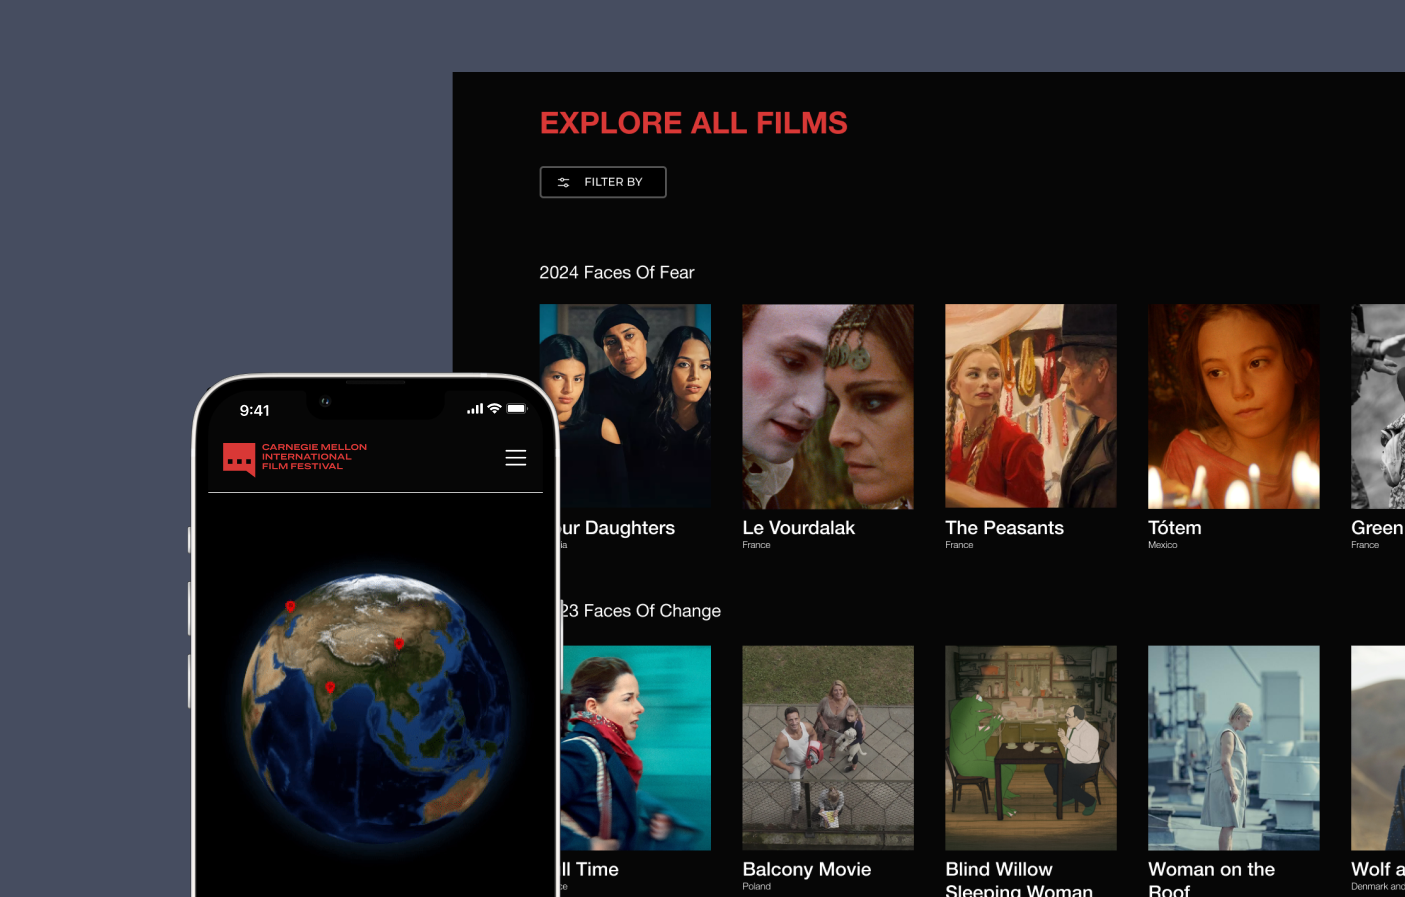 EXPLORE ALL FILMS
FILTER BY
2024 Faces Of Fear
ur Daughters
Le Vourdalak
The Peasants
Tótem
Green
ia
France
France
Mexico
France
9:41
CARNEGIE MELLON
INTERNATIONAL
FILM FESTIVAL
23 Faces Of Change
ll Time
Balcony Movie
Blind Willow
Sleeping Woman
Woman on the
Roof
Wolf a
ce
Poland
Denmark and